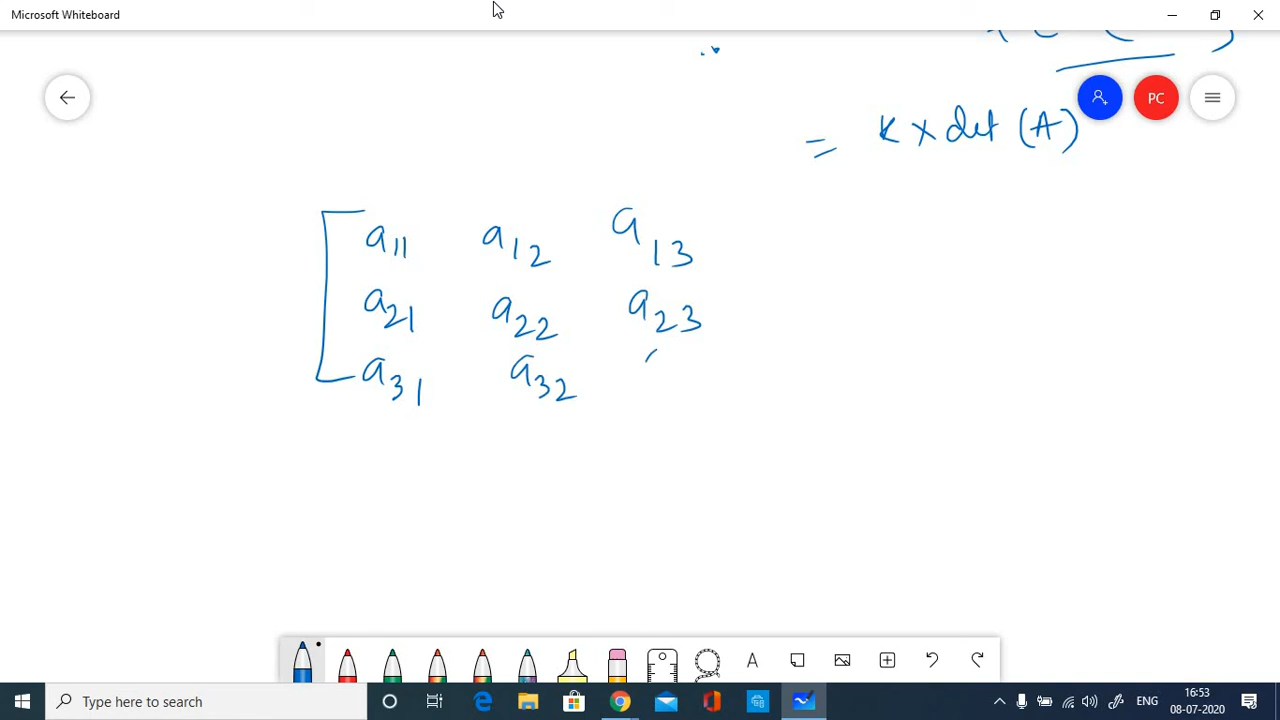 Microsoft Whiteboard
PC
= k × det (A)
a11 a12 a13
a21 a22 a23
a31 a32
A
Type here to search
ENG
16:53
08-07-2020